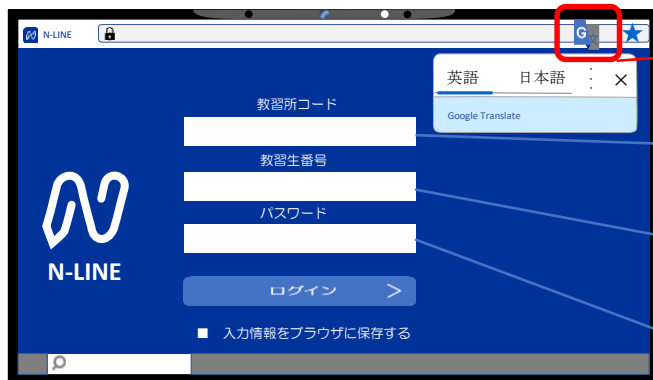 N-LINE
G
英語 日本語
Google Translate
教習所コード
教習生番号
パスワード
N-LINE
ログイン >
入力情報をブラウザに保存する